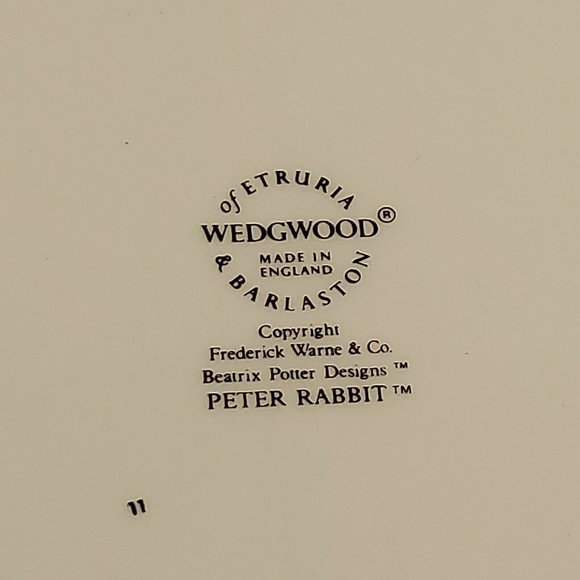 of ETRURIA
WEDGWOOD®
MADE IN
ENGLAND
& BARLASTON
Copyright
Frederick Warne & Co.
Beatrix Potter Designs ™
PETER RABBIT ™
11